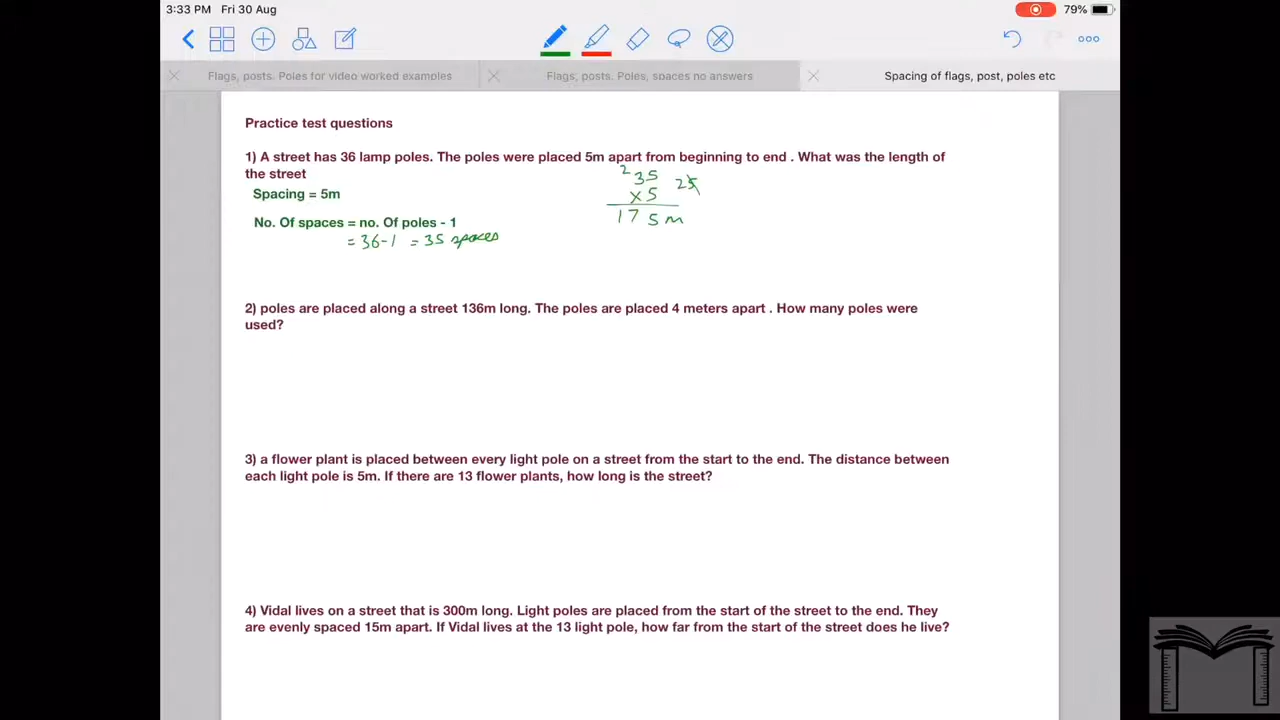 3:33 PM Fri 30 Aug
79%
Flags, posts. Poles for video worked examples
Flags, posts. Poles, spaces no answers
Spacing of flags, post, poles etc
Practice test questions
1) A street has 36 lamp poles. The poles were placed 5m apart from beginning to end . What was the length of
the street
Spacing = 5m
No. Of spaces = no. Of poles - 1
= 36-1 = 35 spaces
2
35 25
x5
175m
2) poles are placed along a street 136m long. The poles are placed 4 meters apart . How many poles were
used?
3) a flower plant is placed between every light pole on a street from the start to the end. The distance between
each light pole is 5m. If there are 13 flower plants, how long is the street?
4) Vidal lives on a street that is 300m long. Light poles are placed from the start of the street to the end. They
are evenly spaced 15m apart. If Vidal lives at the 13 light pole, how far from the start of the street does he live?